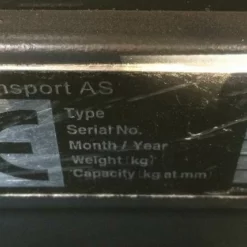 nsport AS
Type
Serial No.
Month / Year
Weight (kg)
Capacity (kg at mm)